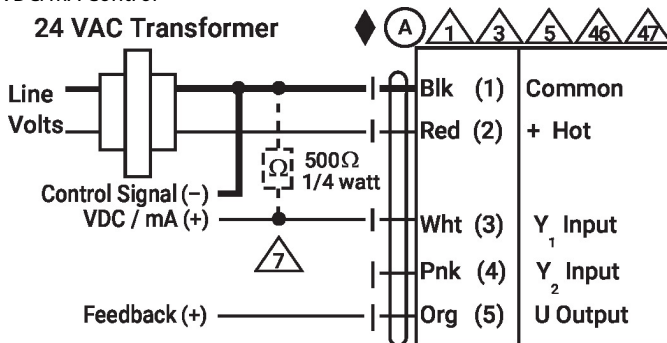 24 VAC Transformer
A 1 3 5 46 47
Line
Volts
Blk (1) Common
Red (2) + Hot
Ω 500Ω
1/4 watt
Control Signal (−)
VDC / mA (+)
Wht (3) Y1 Input
7
Pnk (4) Y2 Input
Feedback (+)
Org (5) U Output